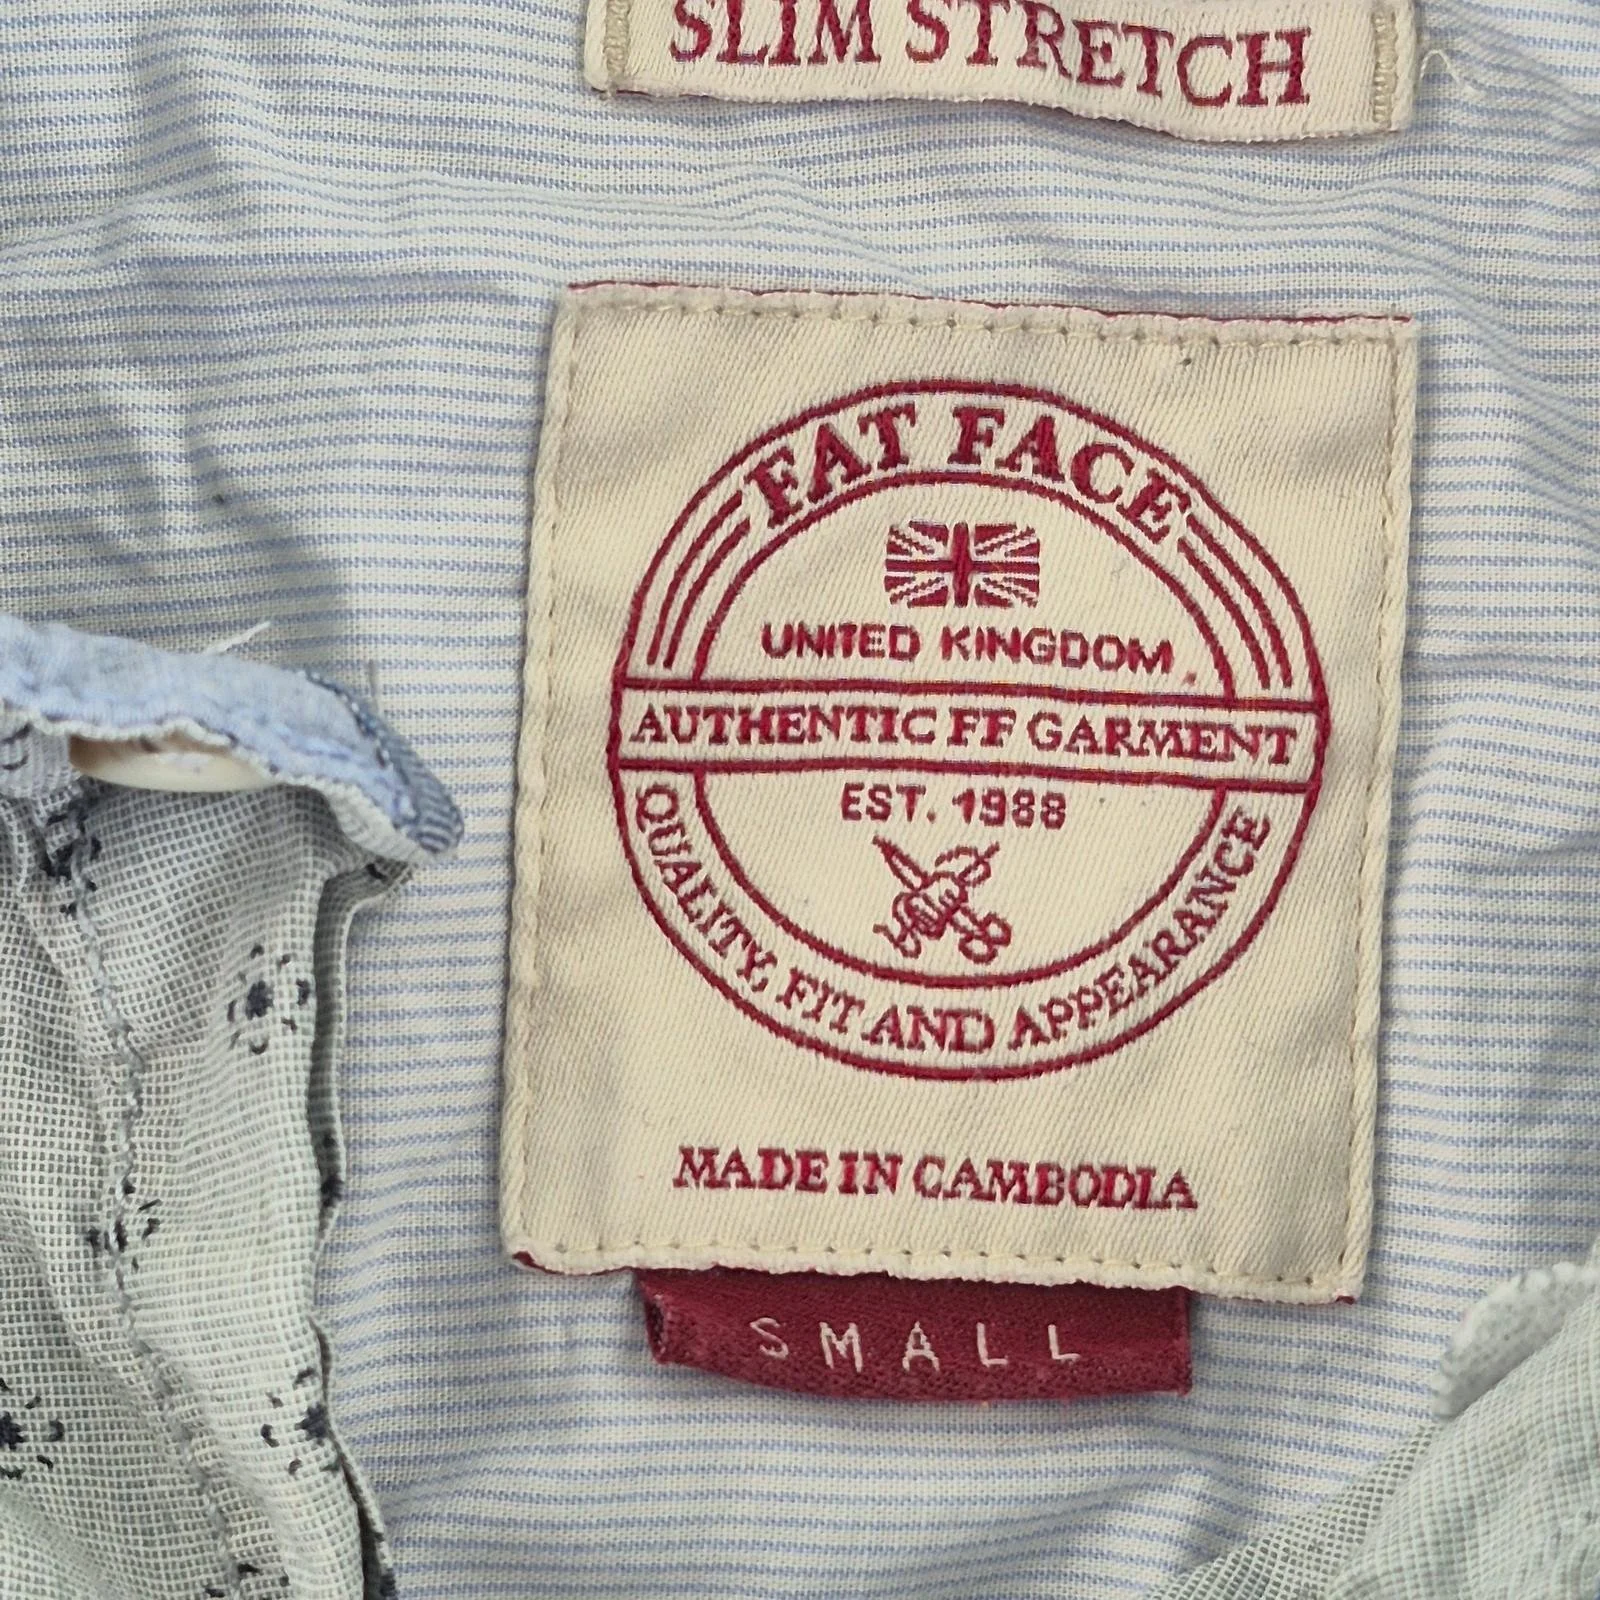 SLIM STRETCH
FAT FACE
UNITED KINGDOM
AUTHENTIC FF GARMENT
EST. 1988
QUALITY, FIT AND APPEARANCE
MADE IN CAMBODIA
SMALL